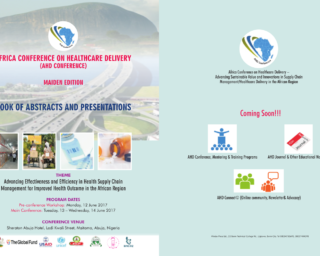 AFRICA CONFERENCE ON HEALTHCARE DELIVERY
(AHD CONFERENCE)
MAIDEN EDITION
BOOK OF ABSTRACTS AND PRESENTATIONS
THEME
Advancing Effectiveness and Efficiency in Health Supply Chain
Management for Improved Health Outcome in the African Region
PROGRAM DATES
Pre-conference Workshop: Monday, 12 June 2017
Main Conference: Tuesday, 13 - Wednesday, 14 June 2017
CONFERENCE VENUE
Sheraton Abuja Hotel, Ladi Kwali Street, Maitama, Abuja, Nigeria
The Global Fund
USAID
Africa Conference on Healthcare Delivery -
Advancing Sustainable Ideas and Innovations in Supply Chain
Management/Healthcare Delivery in the African Region
Coming Soon!!!
AHD Conference, Mentoring & Training Programs
AHD Journal & Other Educational
AHD Connect (Online community, Newsletter & Advocacy)